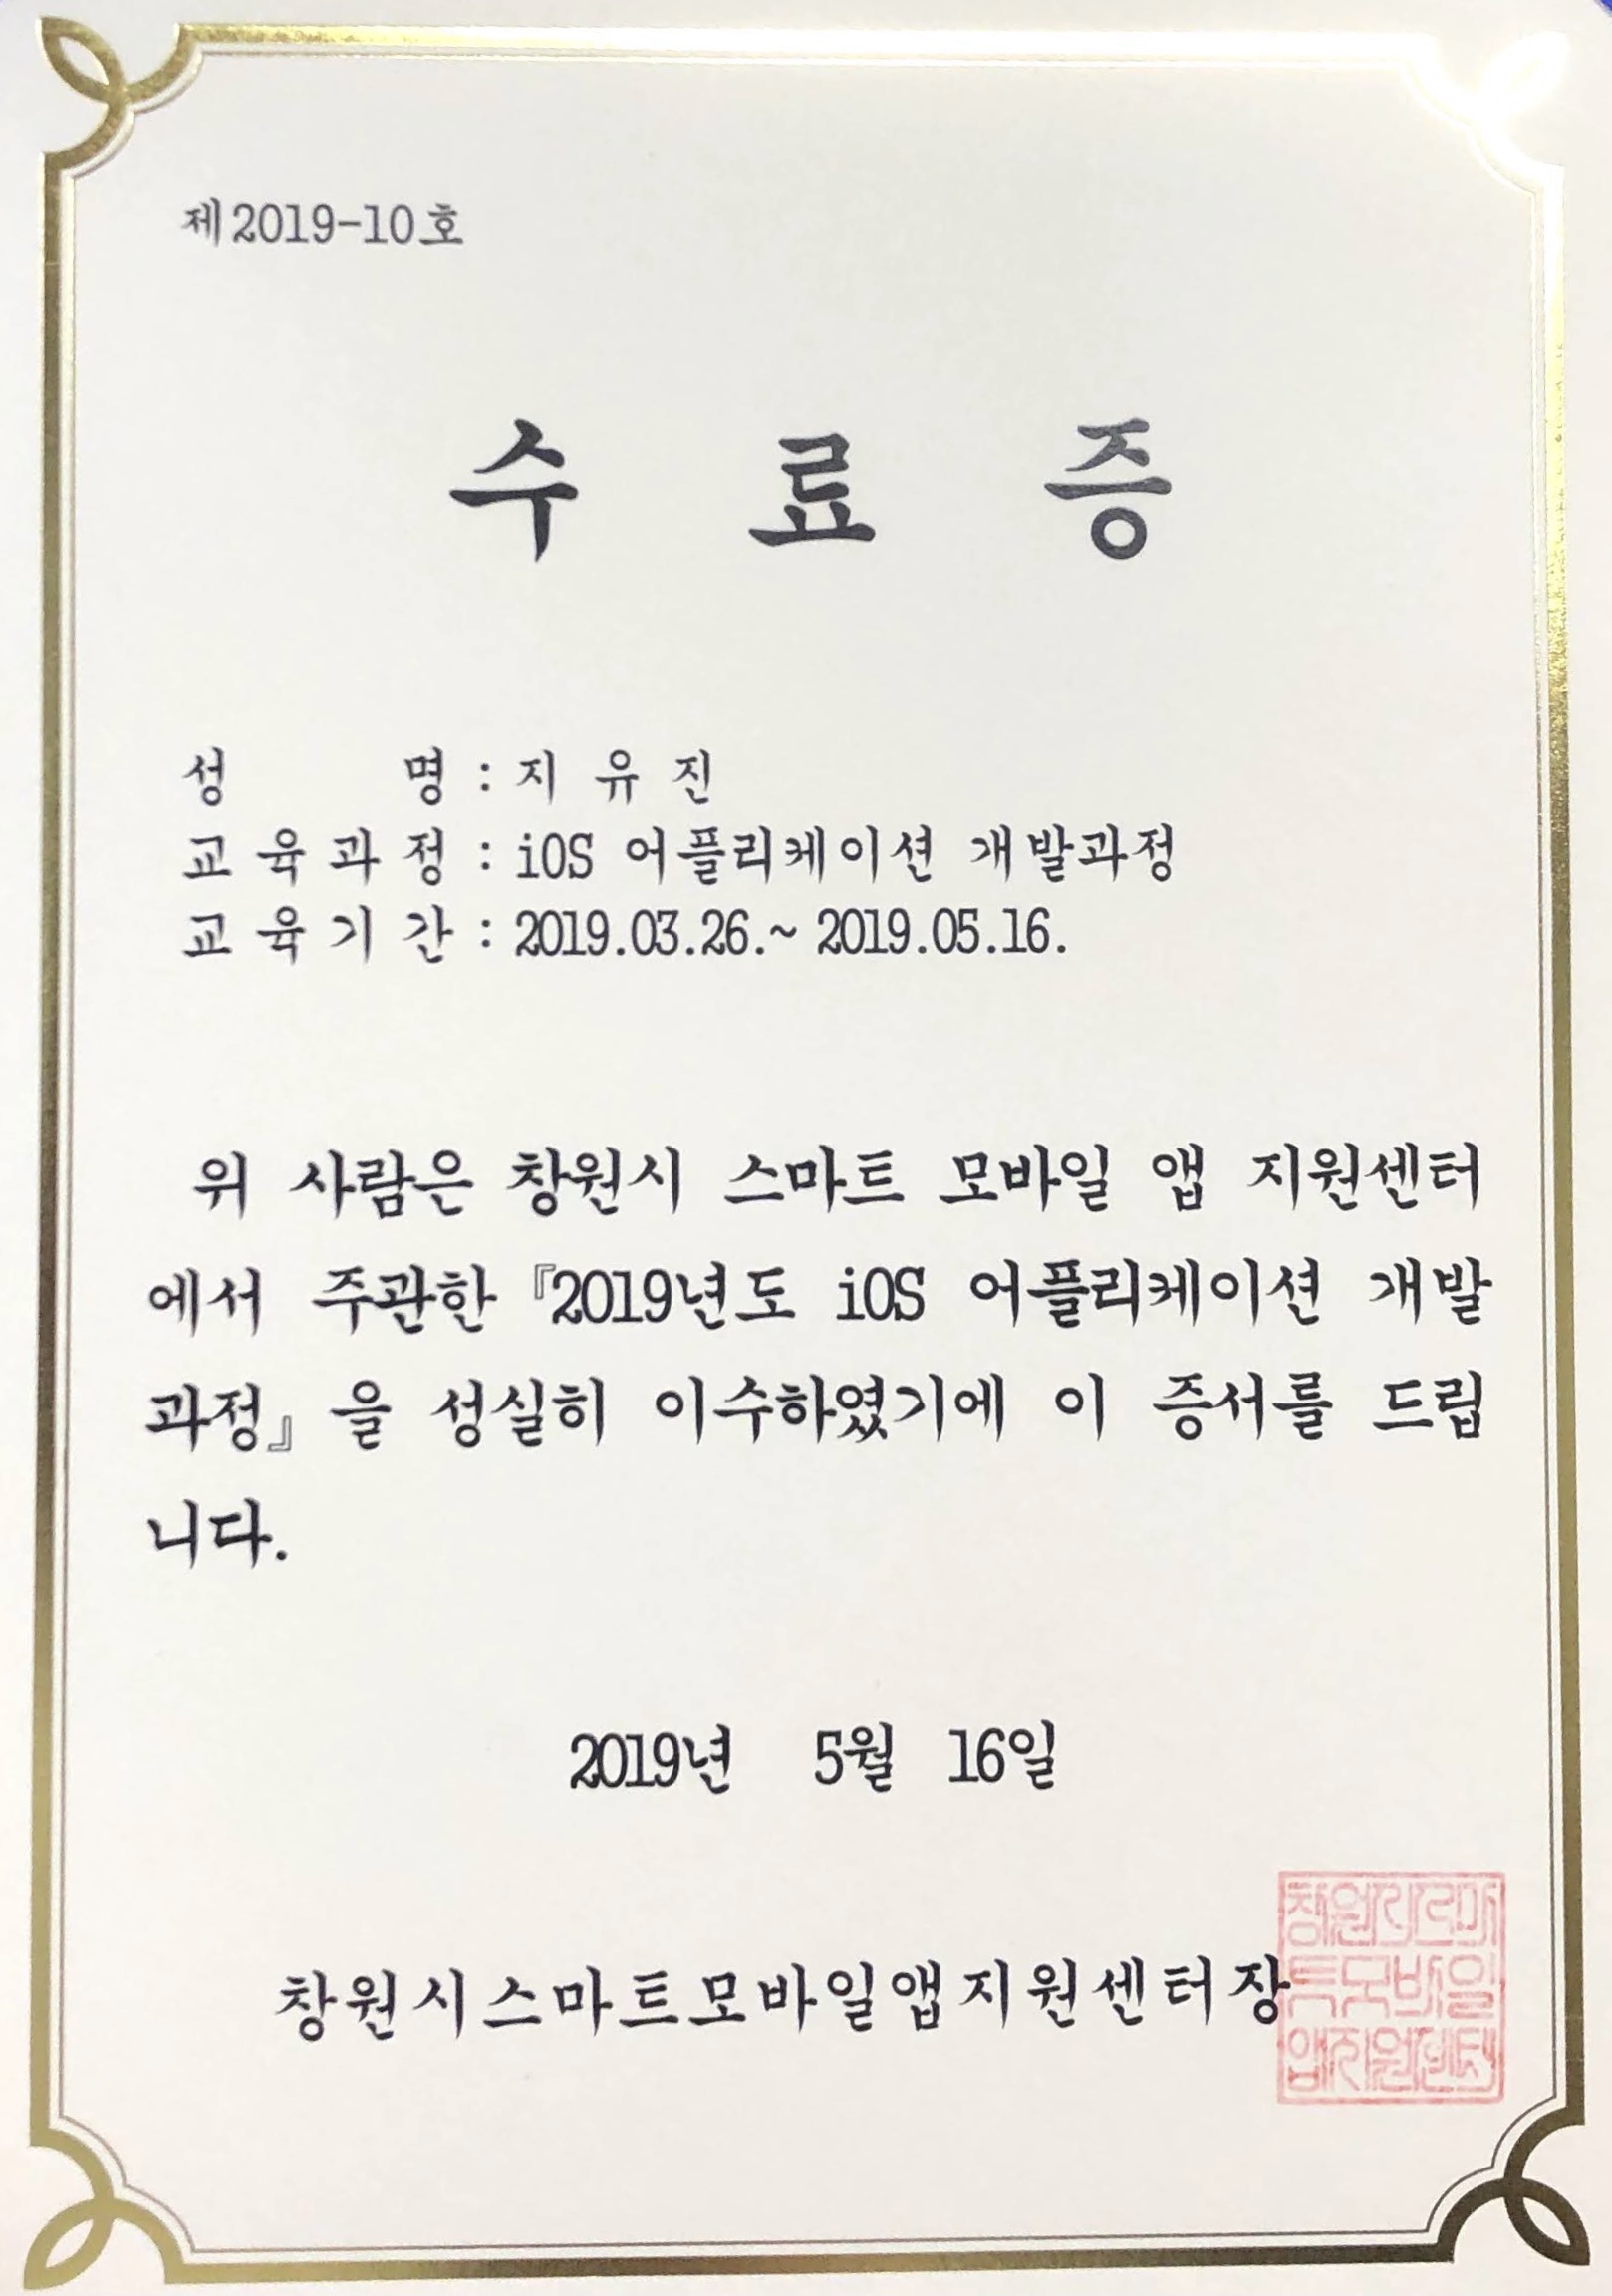 제2019-10호
수 료 증
성 명 : 지 유 진
교 육 과 정 : iOS 어플리케이션 개발과정
교 육 기 간 : 2019.03.26.~ 2019.05.16.
위 사람은 창원시 스마트 모바일 앱 지원센터
에서 주관한 『2019년도 iOS 어플리케이션 개발
과정』 을 성실히 이수하였기에 이 증서를 드립
니다.
2019년 5월 16일
창원시스마트모바일앱지원센터장
창원시스마
트모바일
앱지원센터